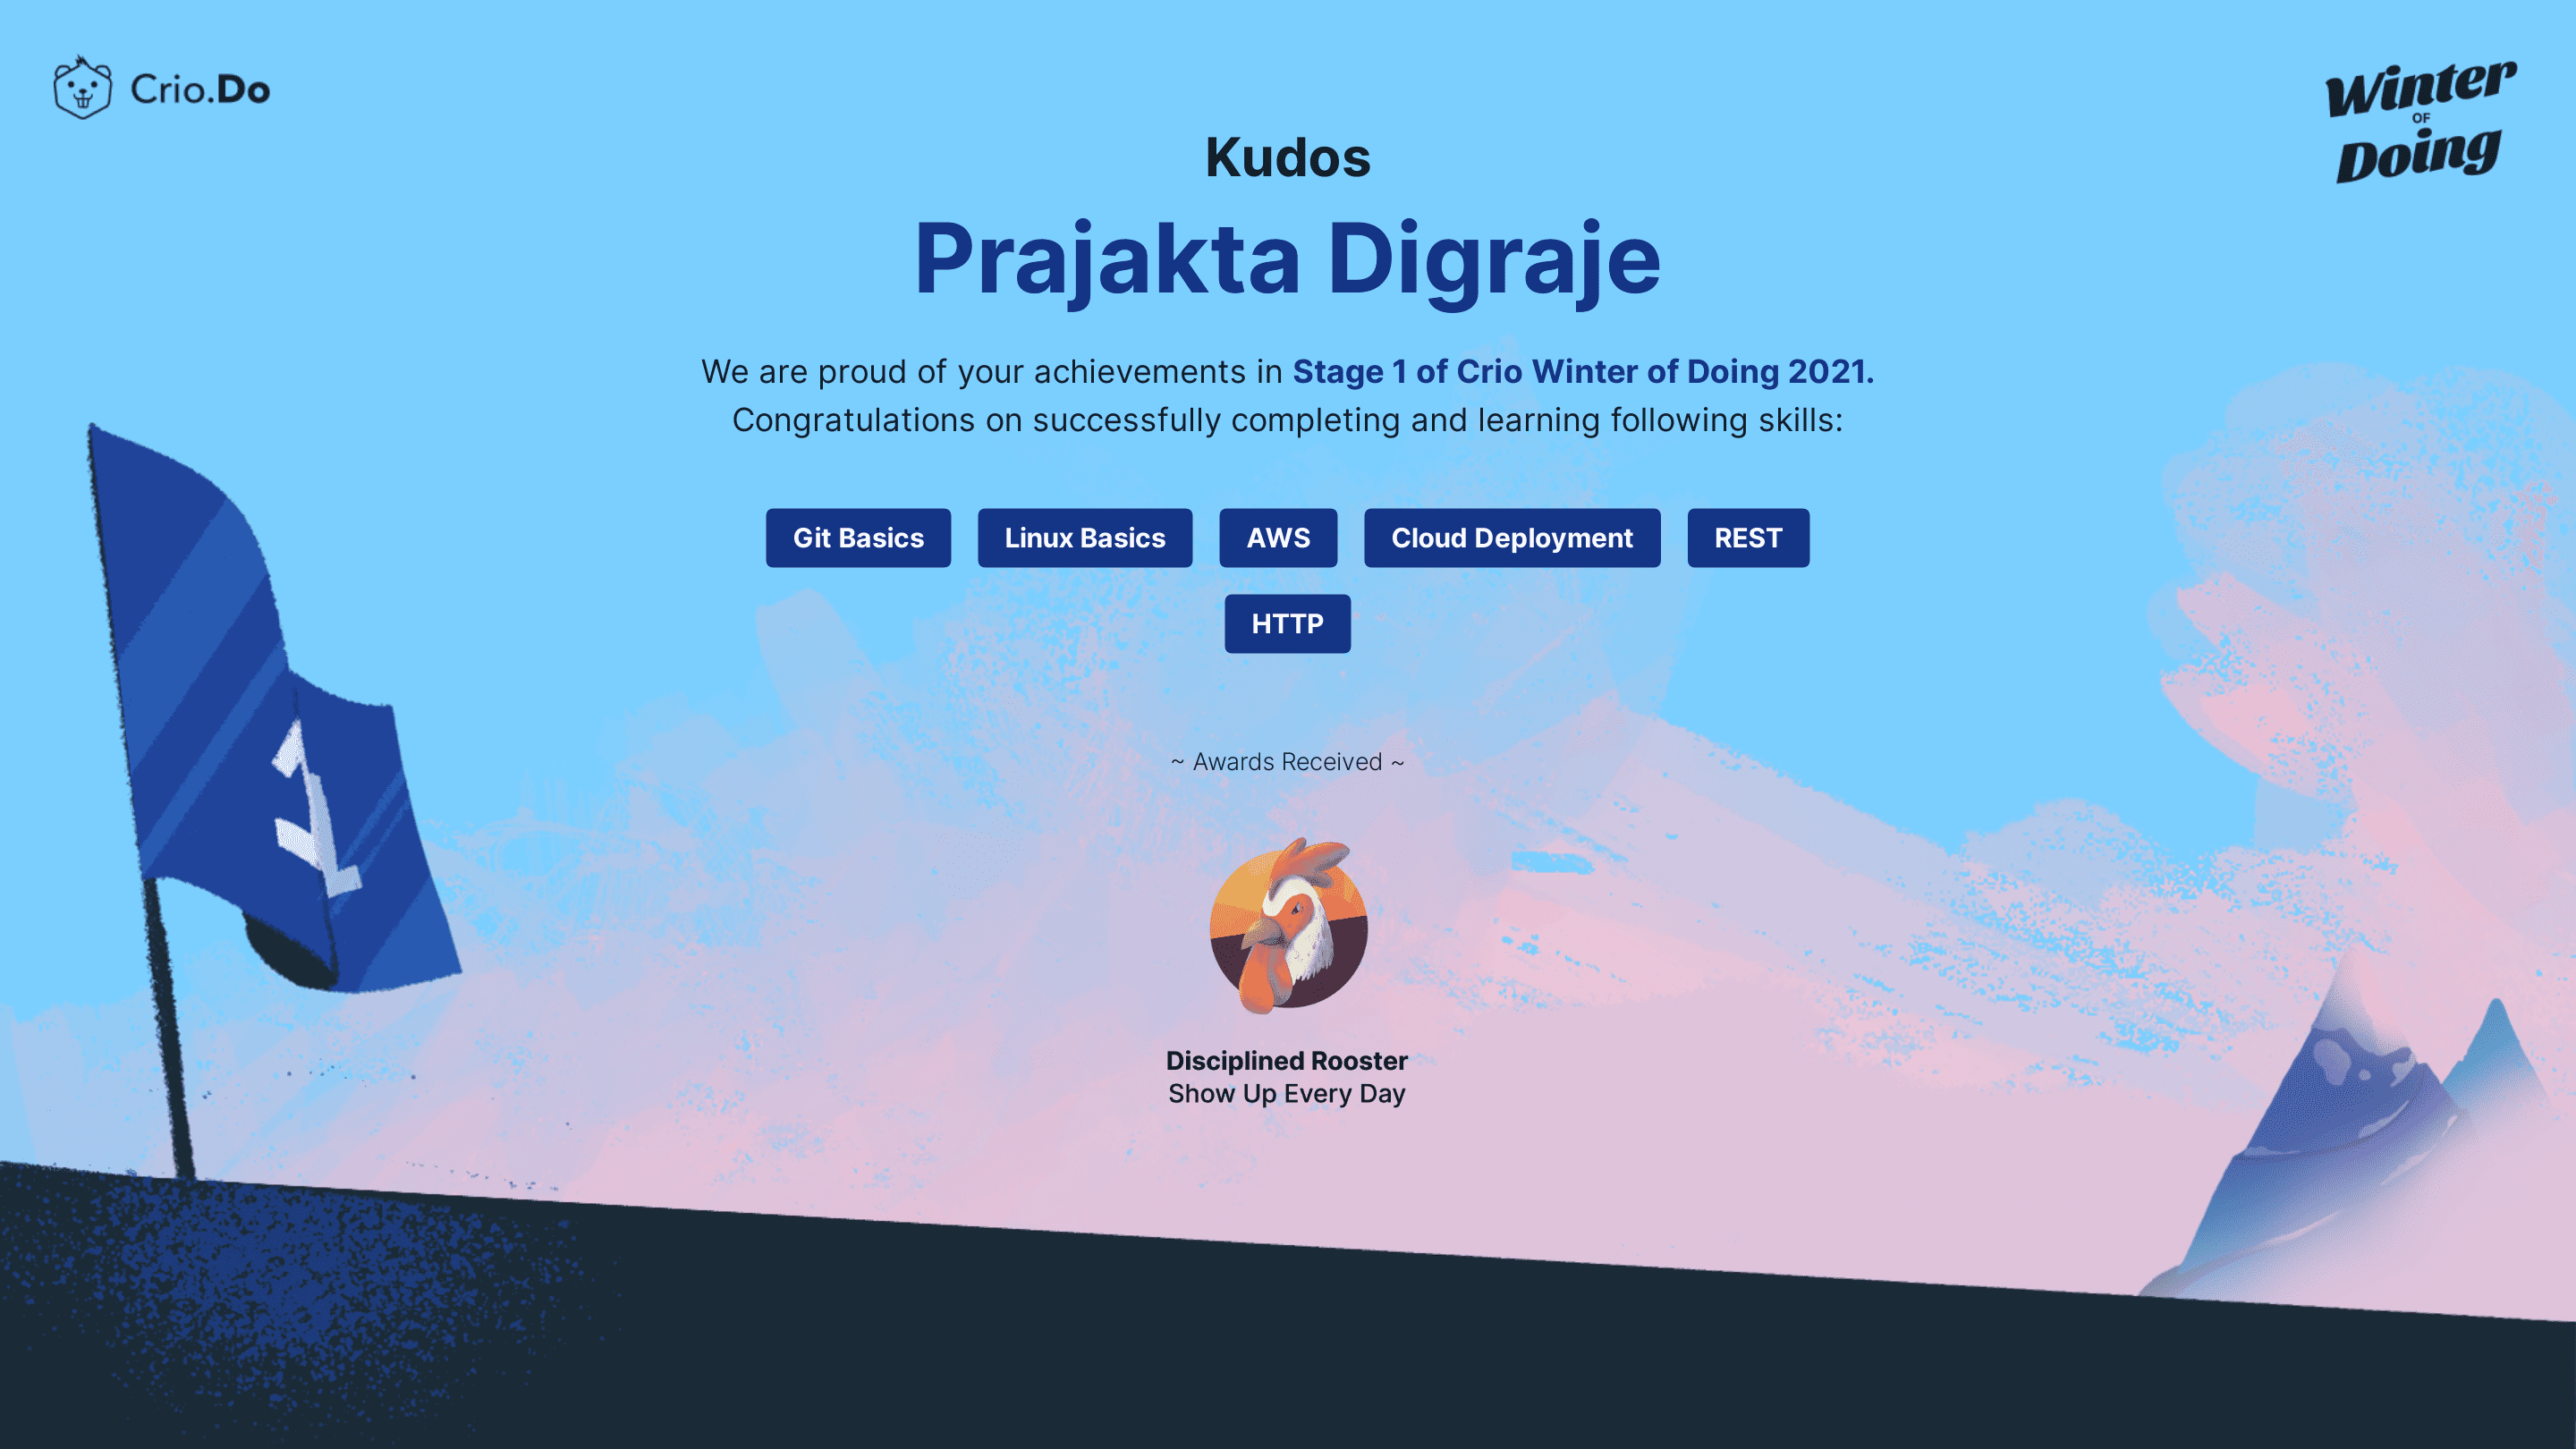 Crio.Do
Winter
OF
Doing
Kudos
Prajakta Digraje
We are proud of your achievements in Stage 1 of Crio Winter of Doing 2021.
Congratulations on successfully completing and learning following skills:
Git Basics Linux Basics AWS Cloud Deployment REST
HTTP
1
~ Awards Received ~
Disciplined Rooster
Show Up Every Day